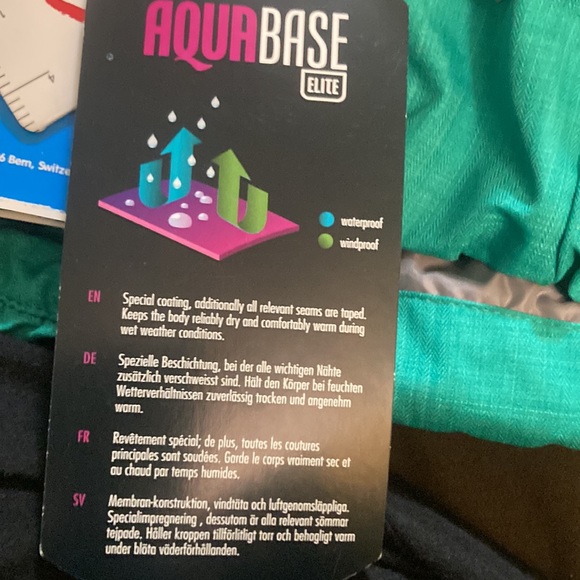 AQUABASE
ELITE
6 Bern, Switze
waterproof
windproof
EN
Special coating, additionally all relevant seams are taped.
Keeps the body reliably dry and comfortably warm during
wet weather conditions.
DE
Spezielle Beschichtung, bei der alle wichtigen Nähte
zusätzlich verschweisst sind. Hält den Körper bei feuchten
Wetterverhältnissen zuverlässig trocken und angenehm
warm.
FR
Revêtement spécial; de plus, toutes les coutures
principales sont soudées. Garde le corps vraiment sec et
au chaud par temps humides.
SV
Membran-konstruktion, vindtäta och luftgenomsläppliga.
Specialimpregnering , dessutom är alla relevant sömmar
tejpade. Håller kroppen tillförlitligt torr och behagligt varm
under blöta väderförhållanden.